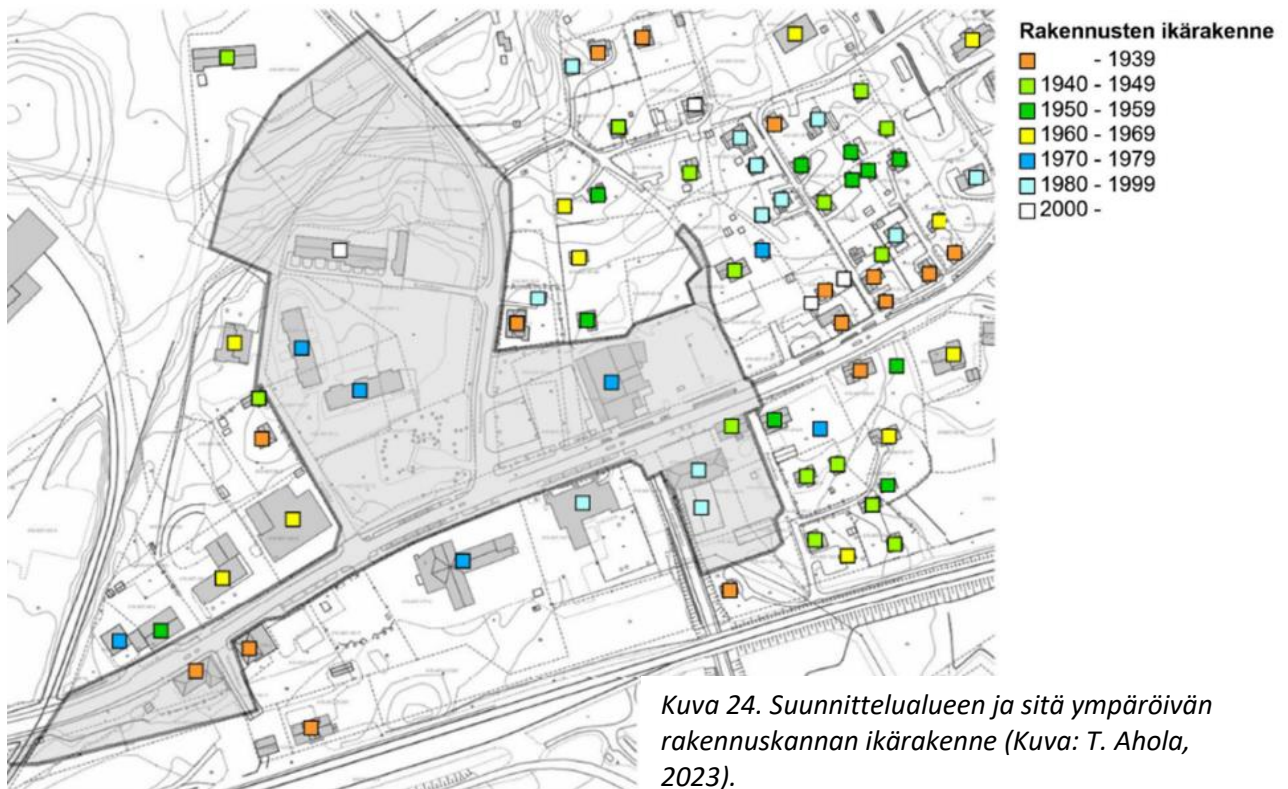 Rakennusten ikärakenne
- 1939
1940 - 1949
1950 - 1959
1960 - 1969
1970 - 1979
1980 - 1999
2000 -
Kuva 24. Suunnittelualueen ja sitä ympäröivän
rakennuskannan ikärakenne (Kuva: T. Ahola,
2023).